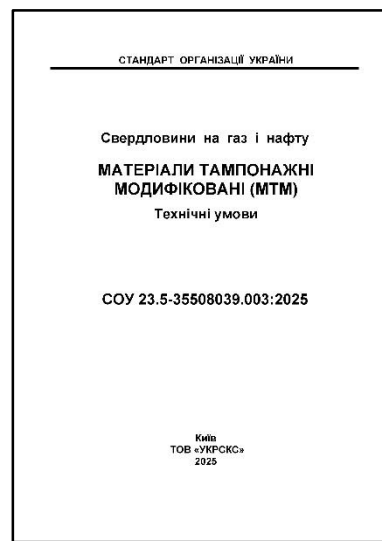 СТАНДАРТ ОРГАНІЗАЦІЇ УКРАЇНИ
Свердловини на газ і нафту
МАТЕРІАЛИ ТАМПОНАЖНІ
МОДИФІКОВАНІ (МТМ)
Технічні умови
СОУ 23.5-35508039.003:2025
Київ
ТОВ «УКРСКС»
2025